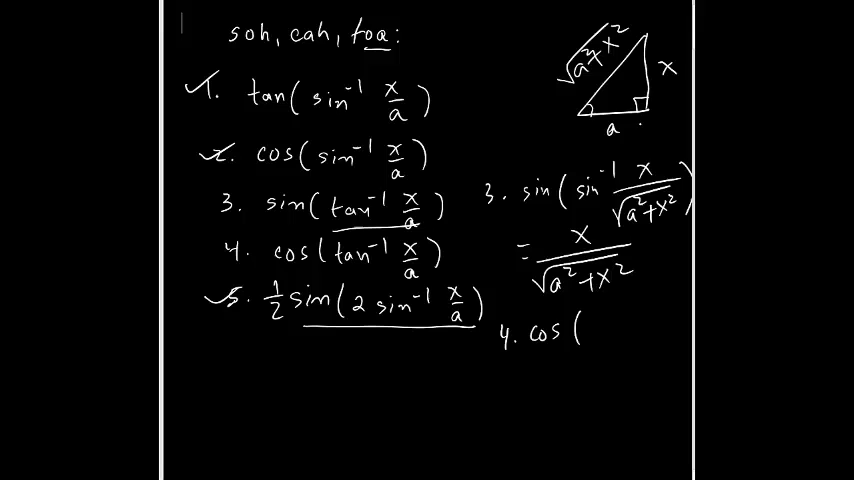 soh, cah, toa:
1. tan( sin⁻¹ x/a )
2. cos( sin⁻¹ x/a )
3. sin( tan⁻¹ x/a )
4. cos( tan⁻¹ x/a )
5. 1/2 sin( 2 sin⁻¹ x/a )
√a²+x²
x
a
3. sin( sin⁻¹ x/√a²+x² )
= x/√a²+x²
4. cos(